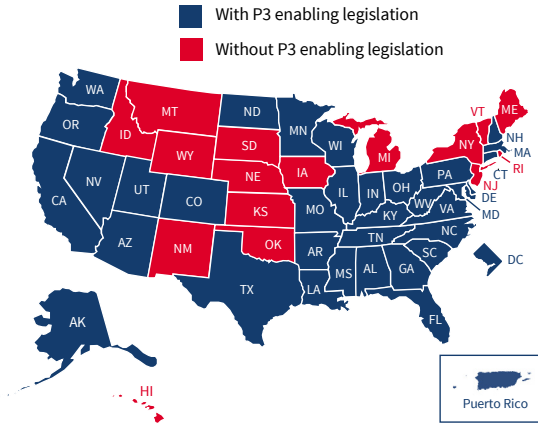 With P3 enabling legislation
Without P3 enabling legislation
WA
OR
CA
NV
ID
MT
WY
UT
AZ
CO
NM
ND
SD
NE
KS
OK
TX
MN
IA
MO
AR
LA
WI
IL
MI
IN
OH
KY
TN
MS
AL
GA
FL
SC
NC
VA
WV
PA
NY
VT
ME
NH
MA
RI
CT
NJ
DE
MD
DC
AK
HI
Puerto Rico